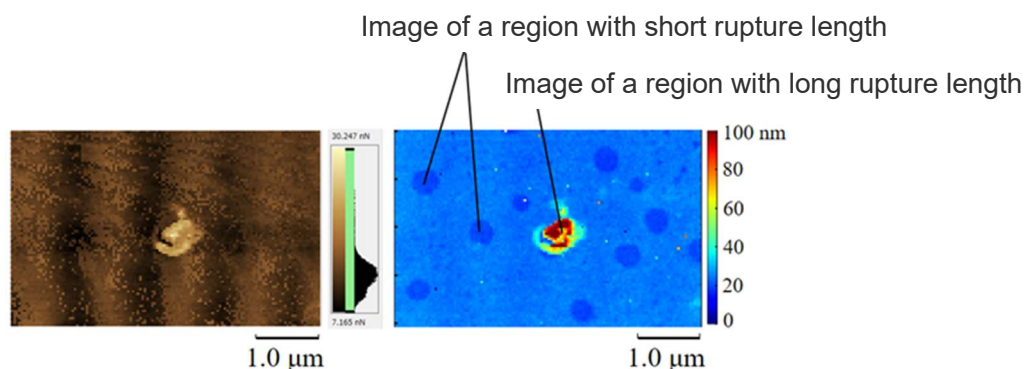 Image of a region with short rupture length
Image of a region with long rupture length
30.247 nN
7.165 nN
100 nm
80
60
40
20
0
1.0 μm
1.0 μm